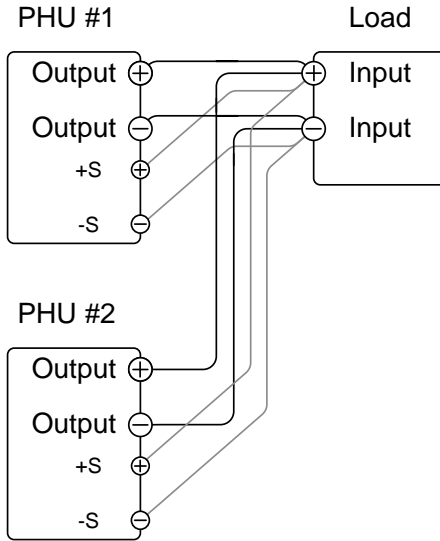 PHU #1
Output
Output
+S
-S
Load
Input
Input
PHU #2
Output
Output
+S
-S